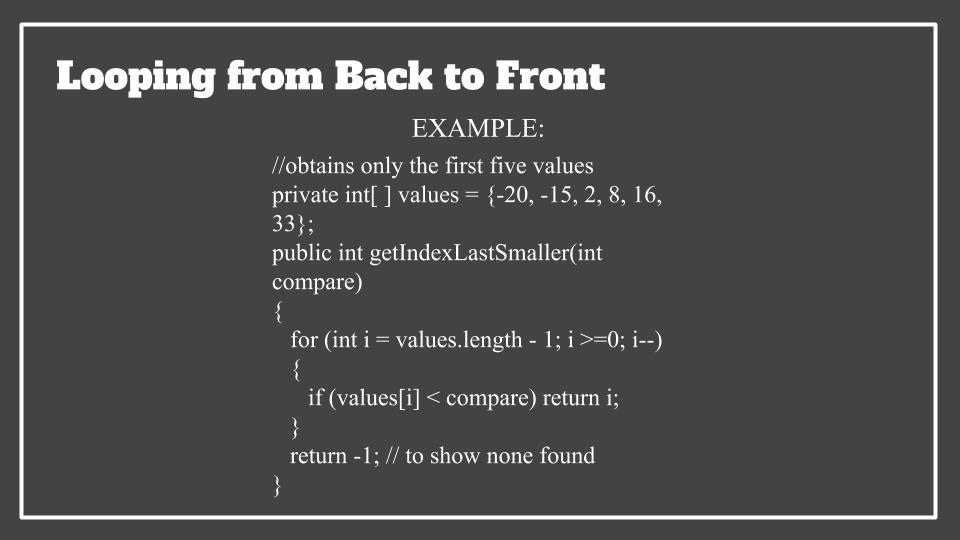 Looping from Back to Front
EXAMPLE:
//obtains only the first five values
private int[ ] values = {-20, -15, 2, 8, 16,
33};
public int getIndexLastSmaller(int
compare)
{
for (int i = values.length - 1; i >=0; i--)
{
if (values[i] < compare) return i;
}
return -1; // to show none found
}